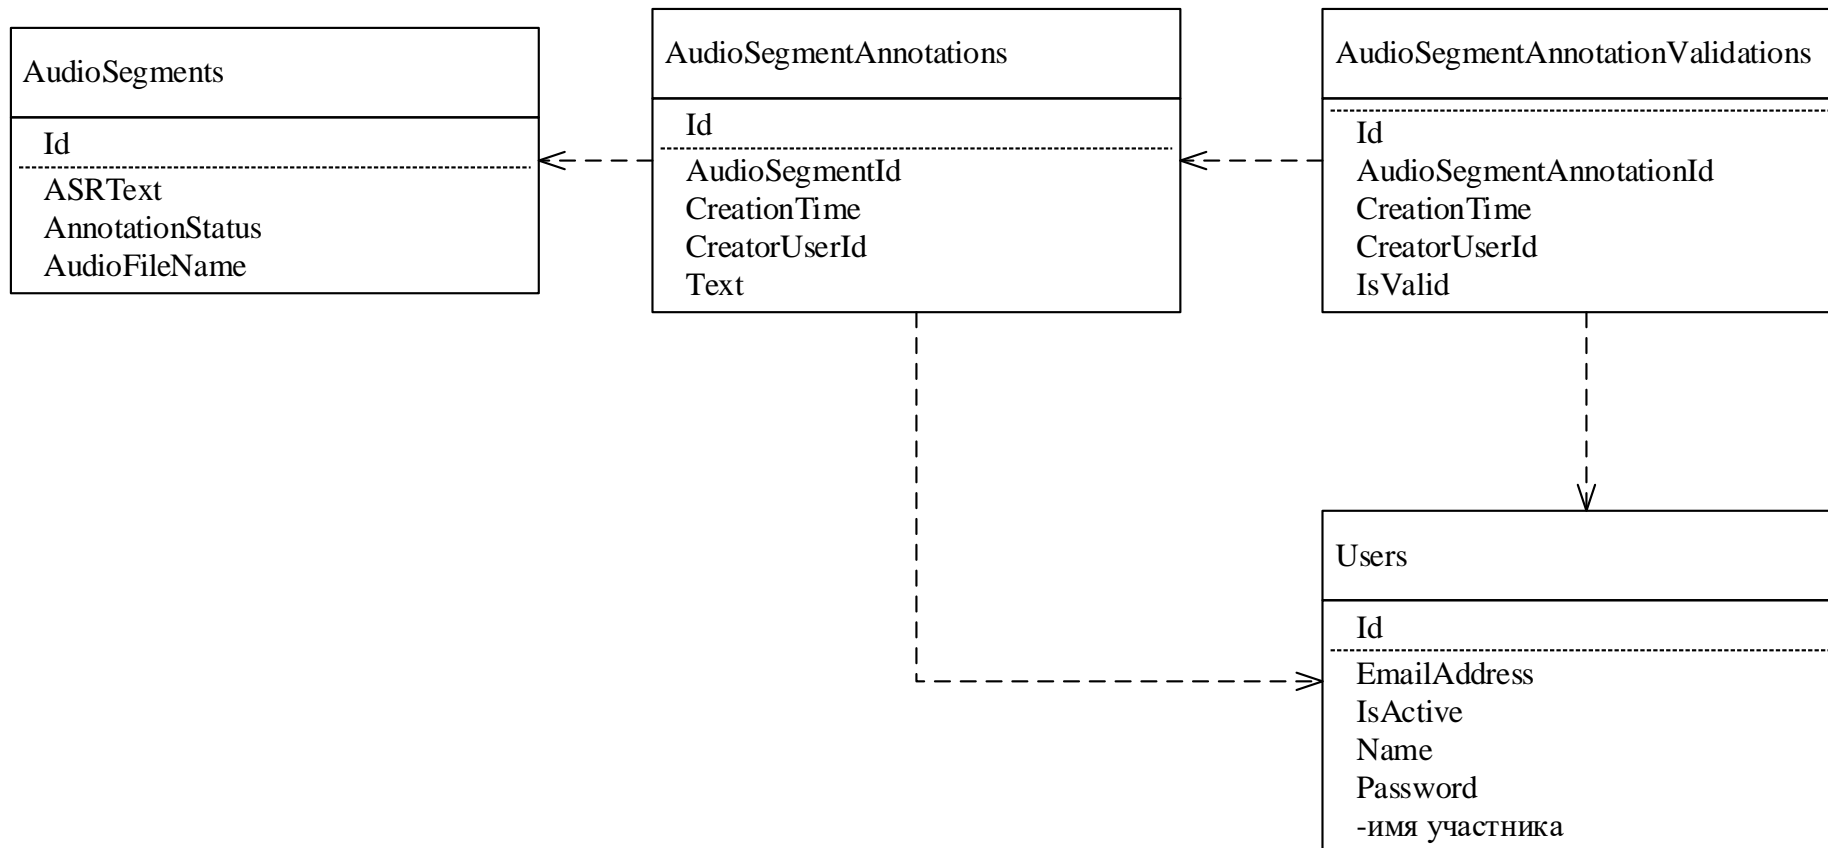 AudioSegments
Id
ASRText
AnnotationStatus
AudioFileName
AudioSegmentAnnotations
Id
AudioSegmentId
CreationTime
CreatorUserId
Text
AudioSegmentAnnotationValidations
Id
AudioSegmentAnnotationId
CreationTime
CreatorUserId
IsValid
Users
Id
EmailAddress
IsActive
Name
Password
-имя участника